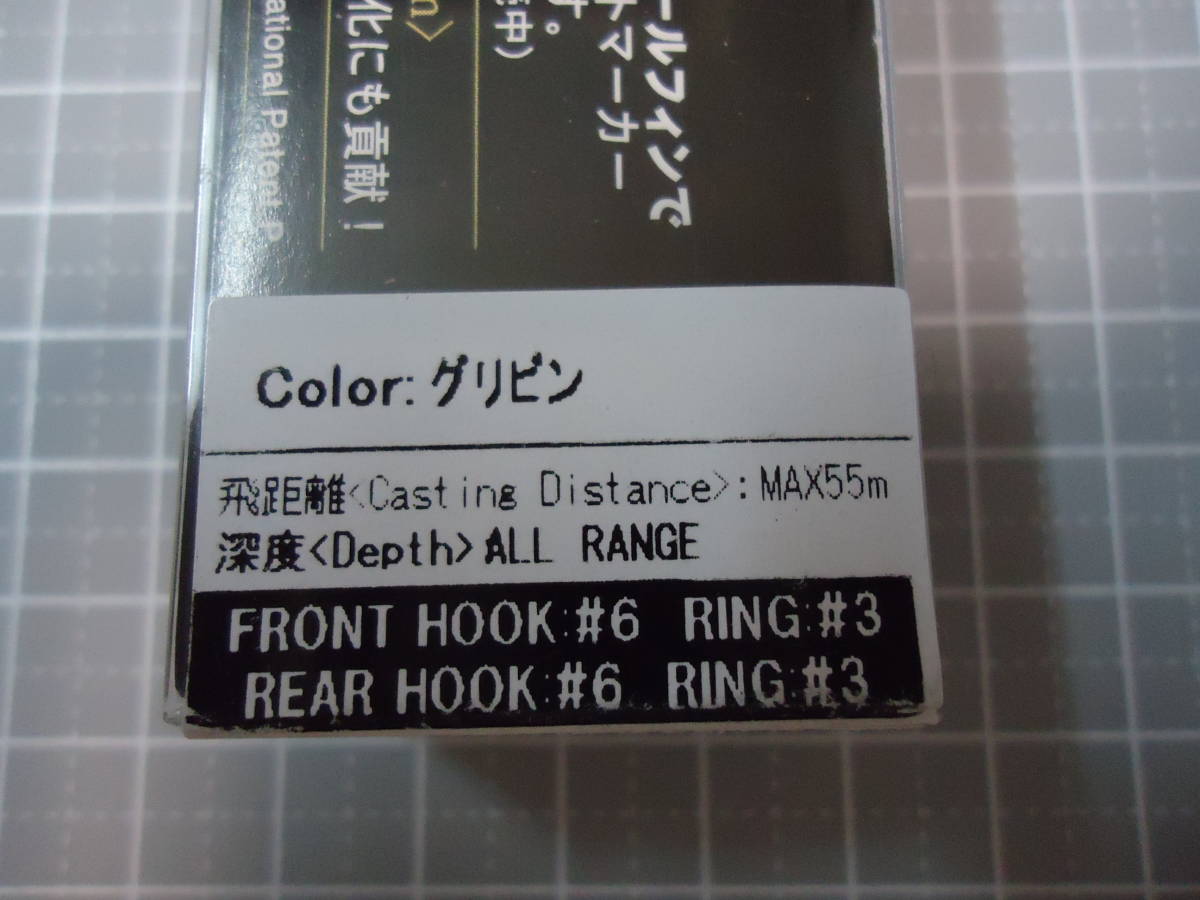 ールフィンで
トマーカー
す。
中)
n>
化にも貢献！
ational Patent P
Color:グリピン
飛距離<Casting Distance>:MAX55m
深度<Depth>ALL RANGE
FRONT HOOK:#6 RING:#3
REAR HOOK:#6 RING:#3